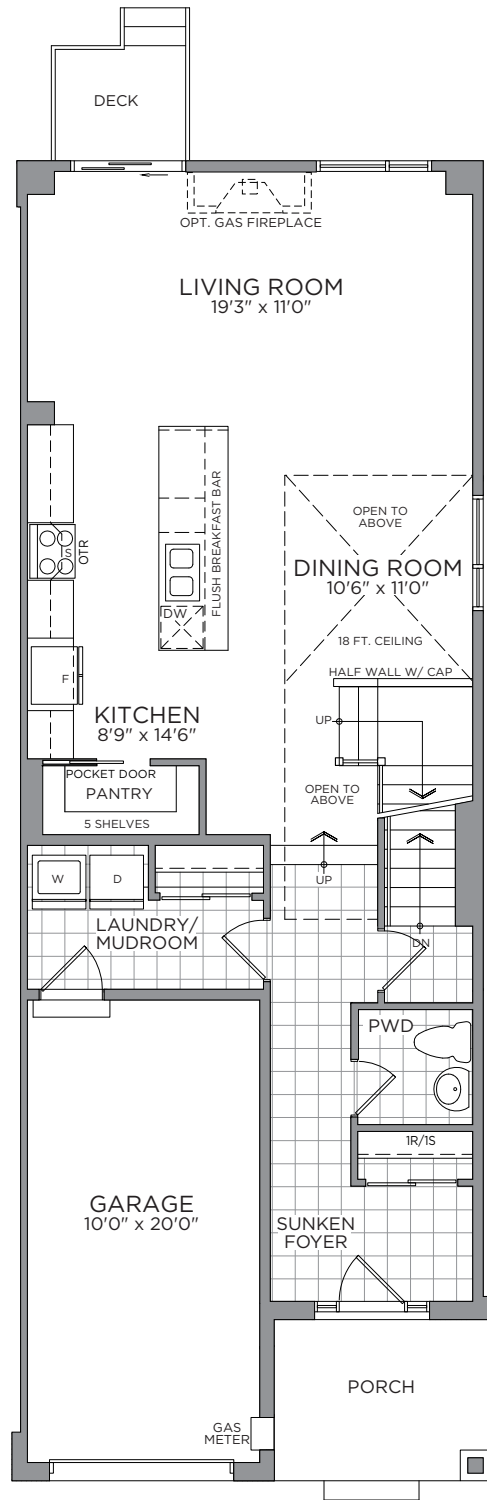 DECK
OPT. GAS FIREPLACE
LIVING ROOM
19'3" x 11'0"
FLUSH BREAKFAST BAR
OPEN TO
ABOVE
S
OTR
DINING ROOM
10'6" x 11'0"
DW
18 FT. CEILING
HALF WALL W/ CAP
F
KITCHEN
8'9" x 14'6"
UP
POCKET DOOR
PANTRY
5 SHELVES
OPEN TO
ABOVE
UP
W
D
LAUNDRY/
MUDROOM
DN
PWD
1R/1S
GARAGE
10'0" x 20'0"
SUNKEN
FOYER
PORCH
GAS
METER